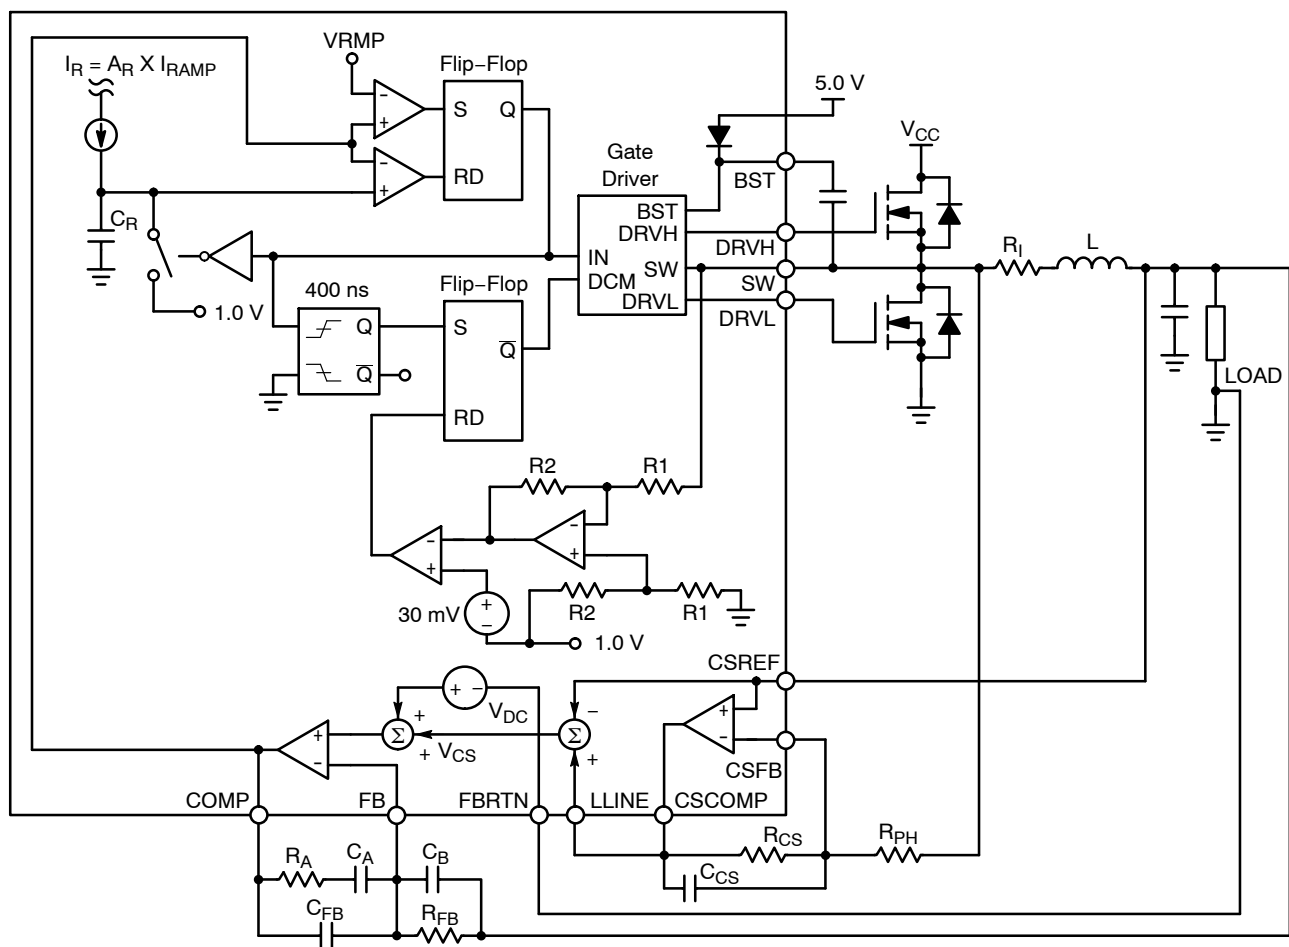 VRMP
I_R = A_R X I_RAMP
Flip–Flop
- +
S Q
RD
- +
C_R
1.0 V
400 ns
Q
Q̅
Flip–Flop
S
Q̅
RD
Gate
Driver
BST
DRVH
IN
SW
DCM
DRVL
5.0 V
BST
DRVH
SW
DRVL
V_CC
R_I
L
LOAD
R2
R1
- +
- +
30 mV
+ -
R2
R1
1.0 V
CSREF
+ -
V_DC
-
+ -
+
Σ
+ V_CS
Σ
+
CSFB
+ -
COMP
FB
FBRTN
LLINE
CSCOMP
R_A
C_A
C_B
C_FB
R_FB
R_CS
C_CS
R_PH